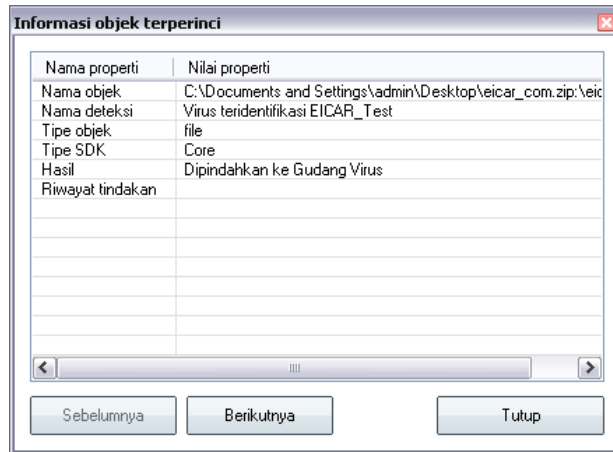 Informasi objek terperinci
Nama properti Nilai properti
Nama objek C:\Documents and Settings\admin\Desktop\eicar_com.zip:\eic
Nama deteksi Virus teridentifikasi EICAR_Test
Tipe objek file
Tipe SDK Core
Hasil Dipindahkan ke Gudang Virus
Riwayat tindakan
Sebelumnya Berikutnya Tutup